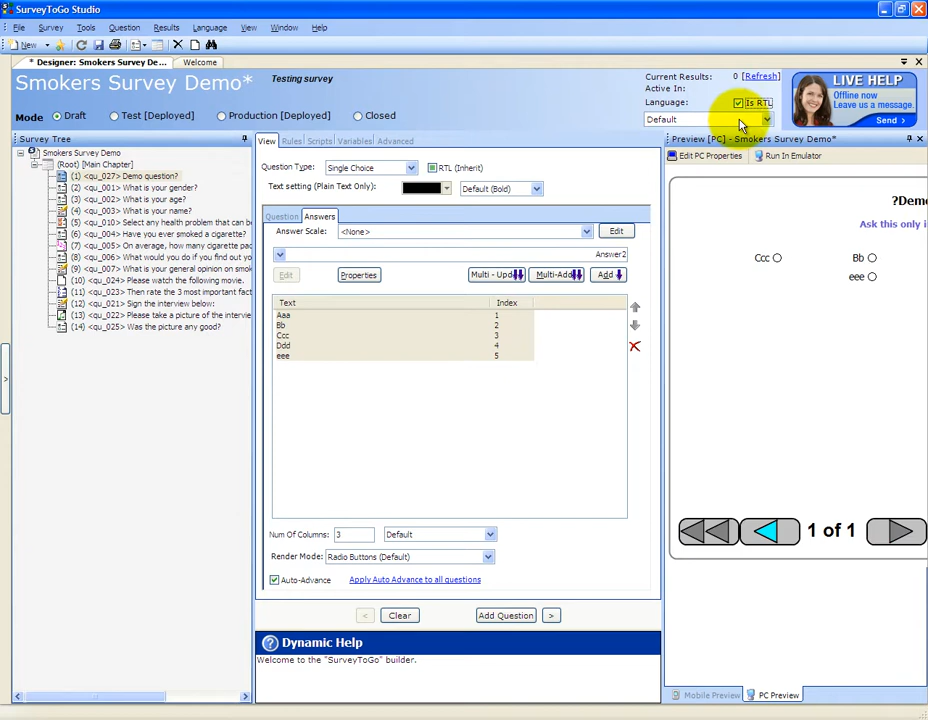 SurveyToGo Studio
File Survey Tools Question Results Language View Window Help
New
* Designer: Smokers Survey De... Welcome
Smokers Survey Demo*
Testing survey
Current Results: 0 [Refresh]
Active In:
Language: Is RTL
Default
LIVE HELP
Offline now
Leave us a message.
Send >
Mode Draft Test [Deployed] Production [Deployed] Closed
Survey Tree
Smokers Survey Demo
(Root) [Main Chapter]
(1) <qu_027> Demo question?
(2) <qu_001> What is your gender?
(3) <qu_002> What is your age?
(4) <qu_003> What is your name?
(5) <qu_010> Select any health problem that can be
(6) <qu_004> Have you ever smoked a cigarette?
(7) <qu_005> On average, how many cigarette pac
(8) <qu_006> What would you do if you find out yo
(9) <qu_007> What is your general opinion on smok
(10) <qu_024> Please watch the following movie.
(11) <qu_023> Then rate the 3 most important fact
(12) <qu_021> Sign the interview below:
(13) <qu_022> Please take a picture of the intervie
(14) <qu_025> Was the picture any good?
View Rules Scripts Variables Advanced
Question Type: Single Choice RTL (Inherit)
Text setting (Plain Text Only): Default (Bold)
Question Answers
Answer Scale: <None> Edit
Answer2
Edit Properties Multi - Upd Multi-Add Add
Text Index
Aaa 1
Bb 2
Ccc 3
Ddd 4
eee 5
Num Of Columns: 3 Default
Render Mode: Radio Buttons (Default)
Auto-Advance Apply Auto Advance to all questions
< Clear Add Question >
Dynamic Help
Welcome to the "SurveyToGo" builder.
Preview [PC] - Smokers Survey Demo*
Edit PC Properties Run In Emulator
?Demo
Ask this only i
Ccc Bb
eee
1 of 1
Mobile Preview PC Preview